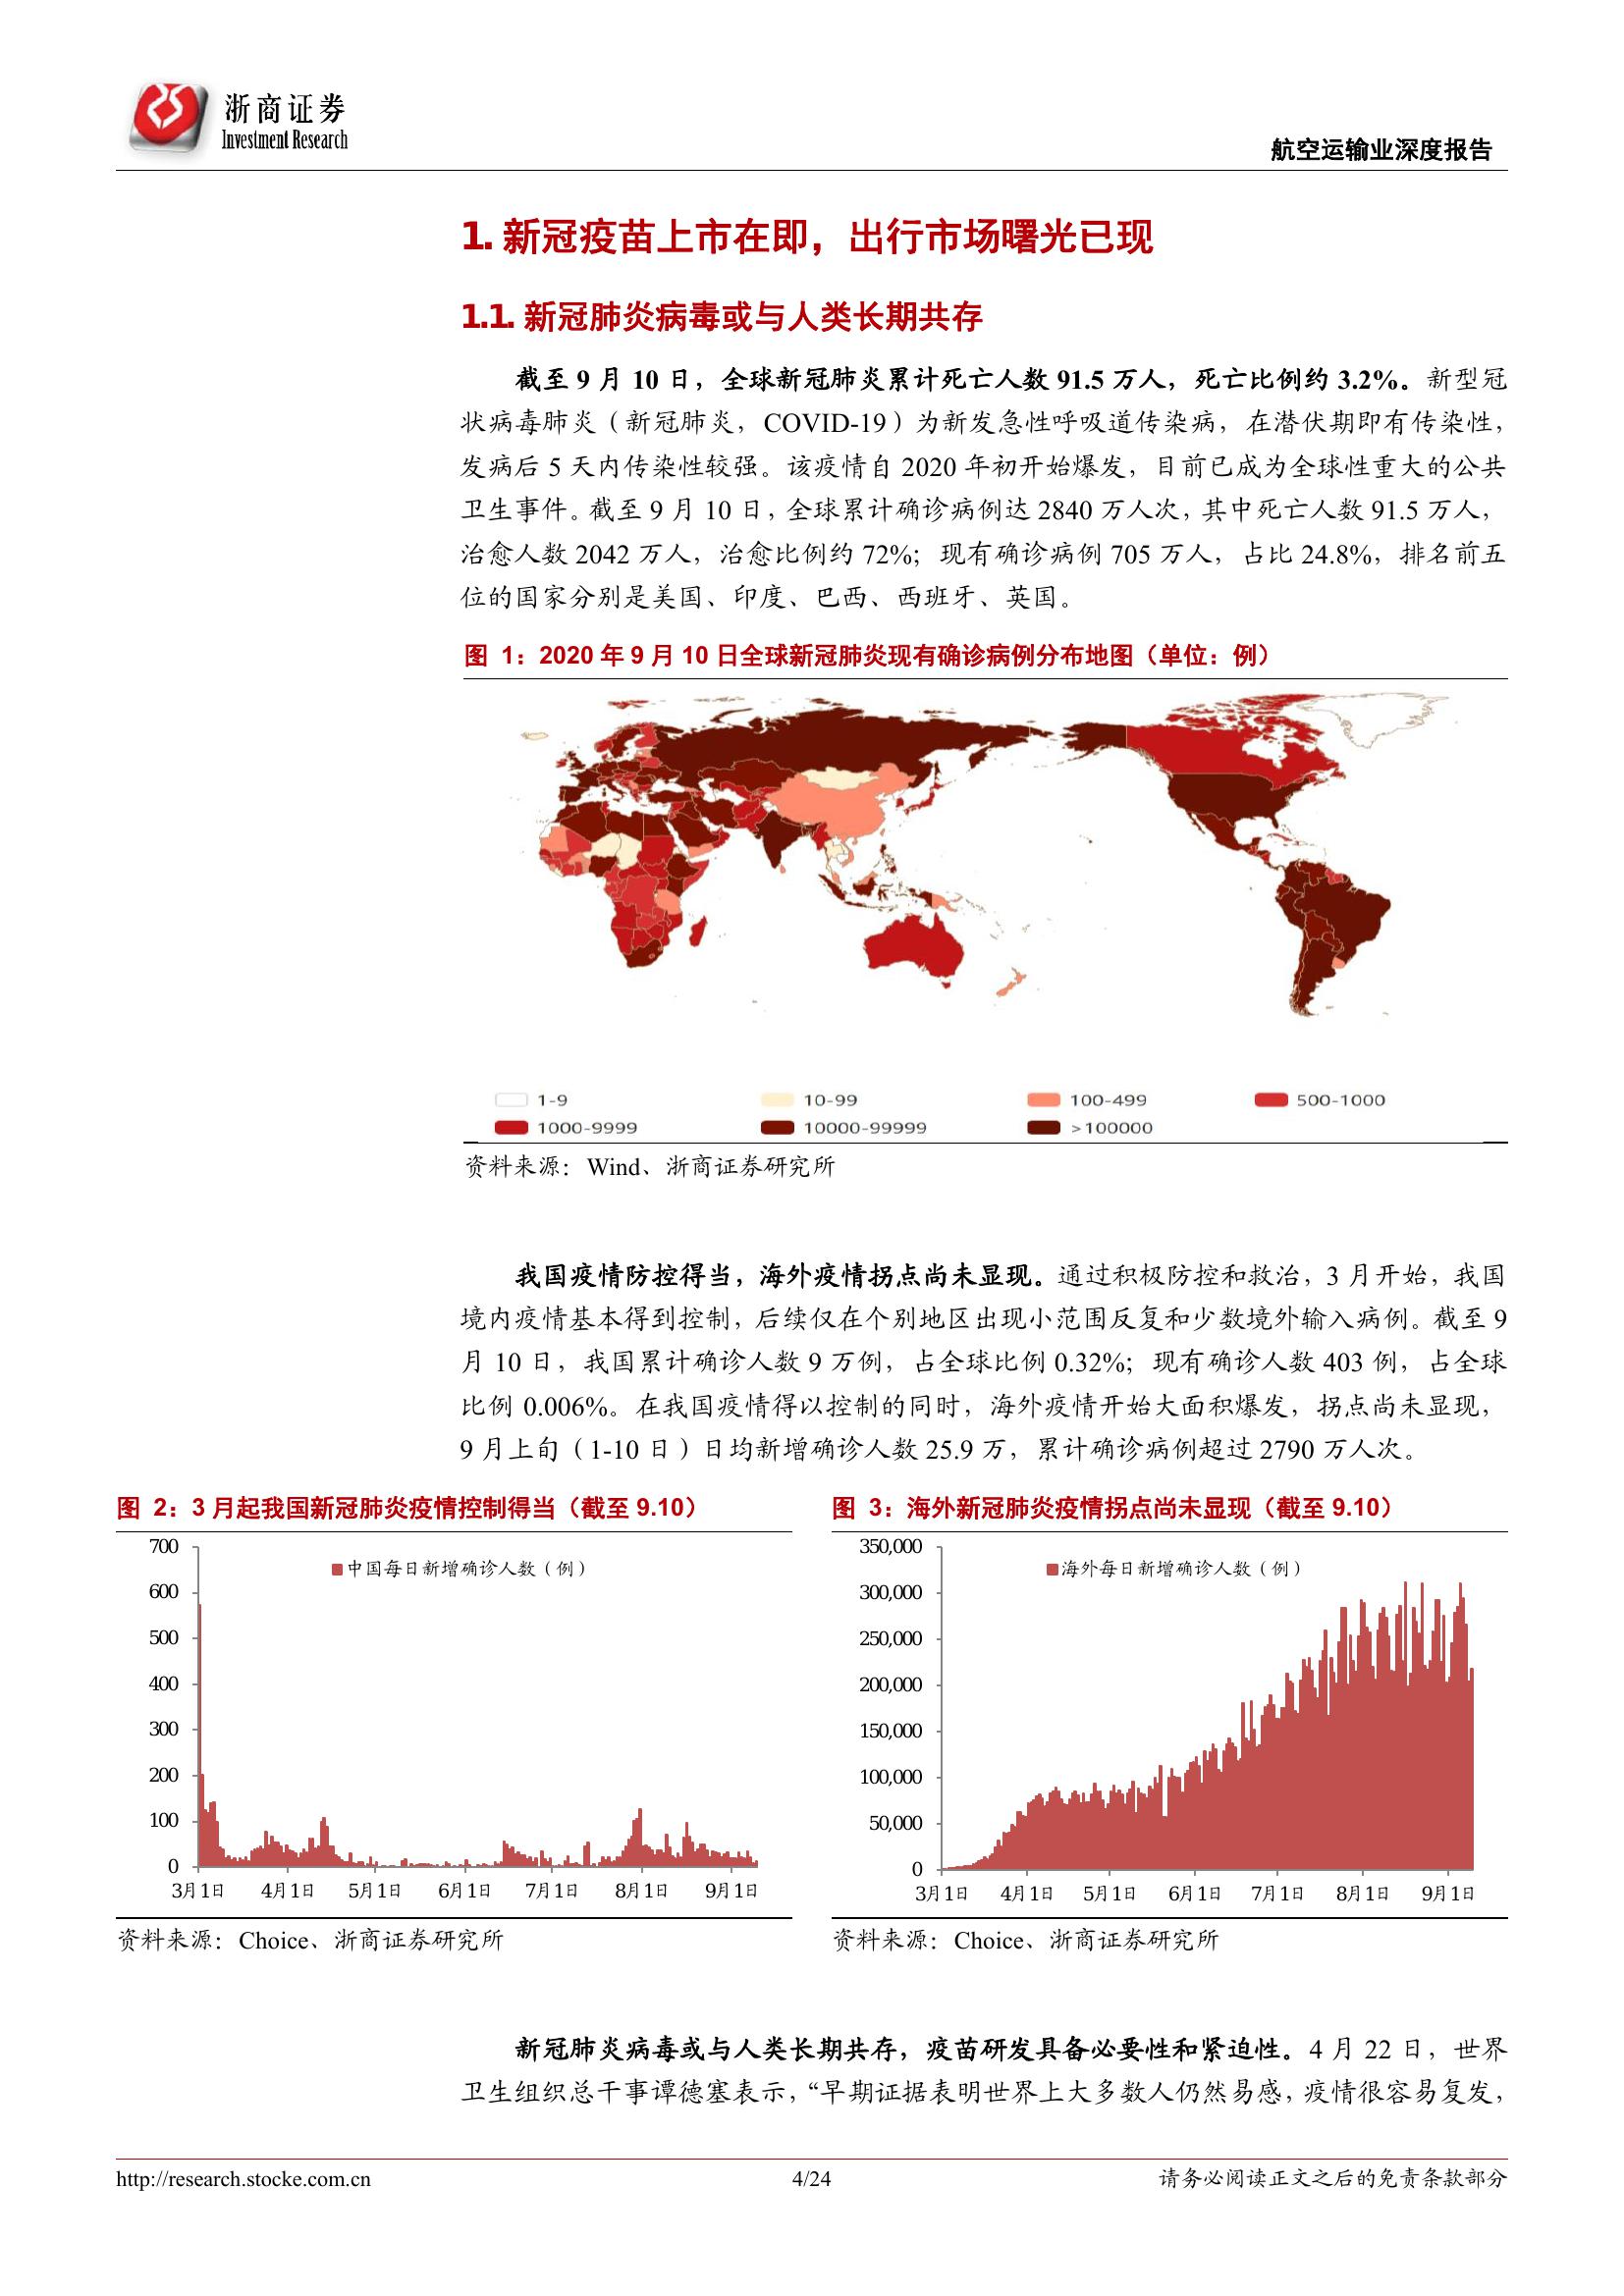 浙商证券
Investment Research
航空运输业深度报告
1. 新冠疫苗上市在即，出行市场曙光已现
1.1. 新冠肺炎病毒或与人类长期共存
截至 9 月 10 日，全球新冠肺炎累计死亡人数 91.5 万人，死亡比例约 3.2%。新型冠
状病毒肺炎（新冠肺炎，COVID-19）为新发急性呼吸道传染病，在潜伏期即有传染性，
发病后 5 天内传染性较强。该疫情自 2020 年初开始爆发，目前已成为全球性重大的公共
卫生事件。截至 9 月 10 日，全球累计确诊病例达 2840 万人次，其中死亡人数 91.5 万人，
治愈人数 2042 万人，治愈比例约 72%；现有确诊病例 705 万人，占比 24.8%，排名前五
位的国家分别是美国、印度、巴西、西班牙、英国。
图 1：2020 年 9 月 10 日全球新冠肺炎现有确诊病例分布地图（单位：例）
1-9 10-99 100-499 500-1000
1000-9999 10000-99999 >100000
资料来源：Wind、浙商证券研究所
我国疫情防控得当，海外疫情拐点尚未显现。通过积极防控和救治，3 月开始，我国
境内疫情基本得到控制，后续仅在个别地区出现小范围反复和少数境外输入病例。截至 9
月 10 日，我国累计确诊人数 9 万例，占全球比例 0.32%；现有确诊人数 403 例，占全球
比例 0.006%。在我国疫情得以控制的同时，海外疫情开始大面积爆发，拐点尚未显现，
9 月上旬（1-10 日）日均新增确诊人数 25.9 万，累计确诊病例超过 2790 万人次。
图 2：3 月起我国新冠肺炎疫情控制得当（截至 9.10）
700
600
500
400
300
200
100
0
中国每日新增确诊人数（例）
3月1日 4月1日 5月1日 6月1日 7月1日 8月1日 9月1日
资料来源：Choice、浙商证券研究所
图 3：海外新冠肺炎疫情拐点尚未显现（截至 9.10）
350,000
300,000
250,000
200,000
150,000
100,000
50,000
0
海外每日新增确诊人数（例）
3月1日 4月1日 5月1日 6月1日 7月1日 8月1日 9月1日
资料来源：Choice、浙商证券研究所
新冠肺炎病毒或与人类长期共存，疫苗研发具备必要性和紧迫性。4 月 22 日，世界
卫生组织总干事谭德塞表示，“早期证据表明世界上大多数人仍然易感，疫情很容易复发，
http://research.stocke.com.cn
4/24
请务必阅读正文之后的免责条款部分